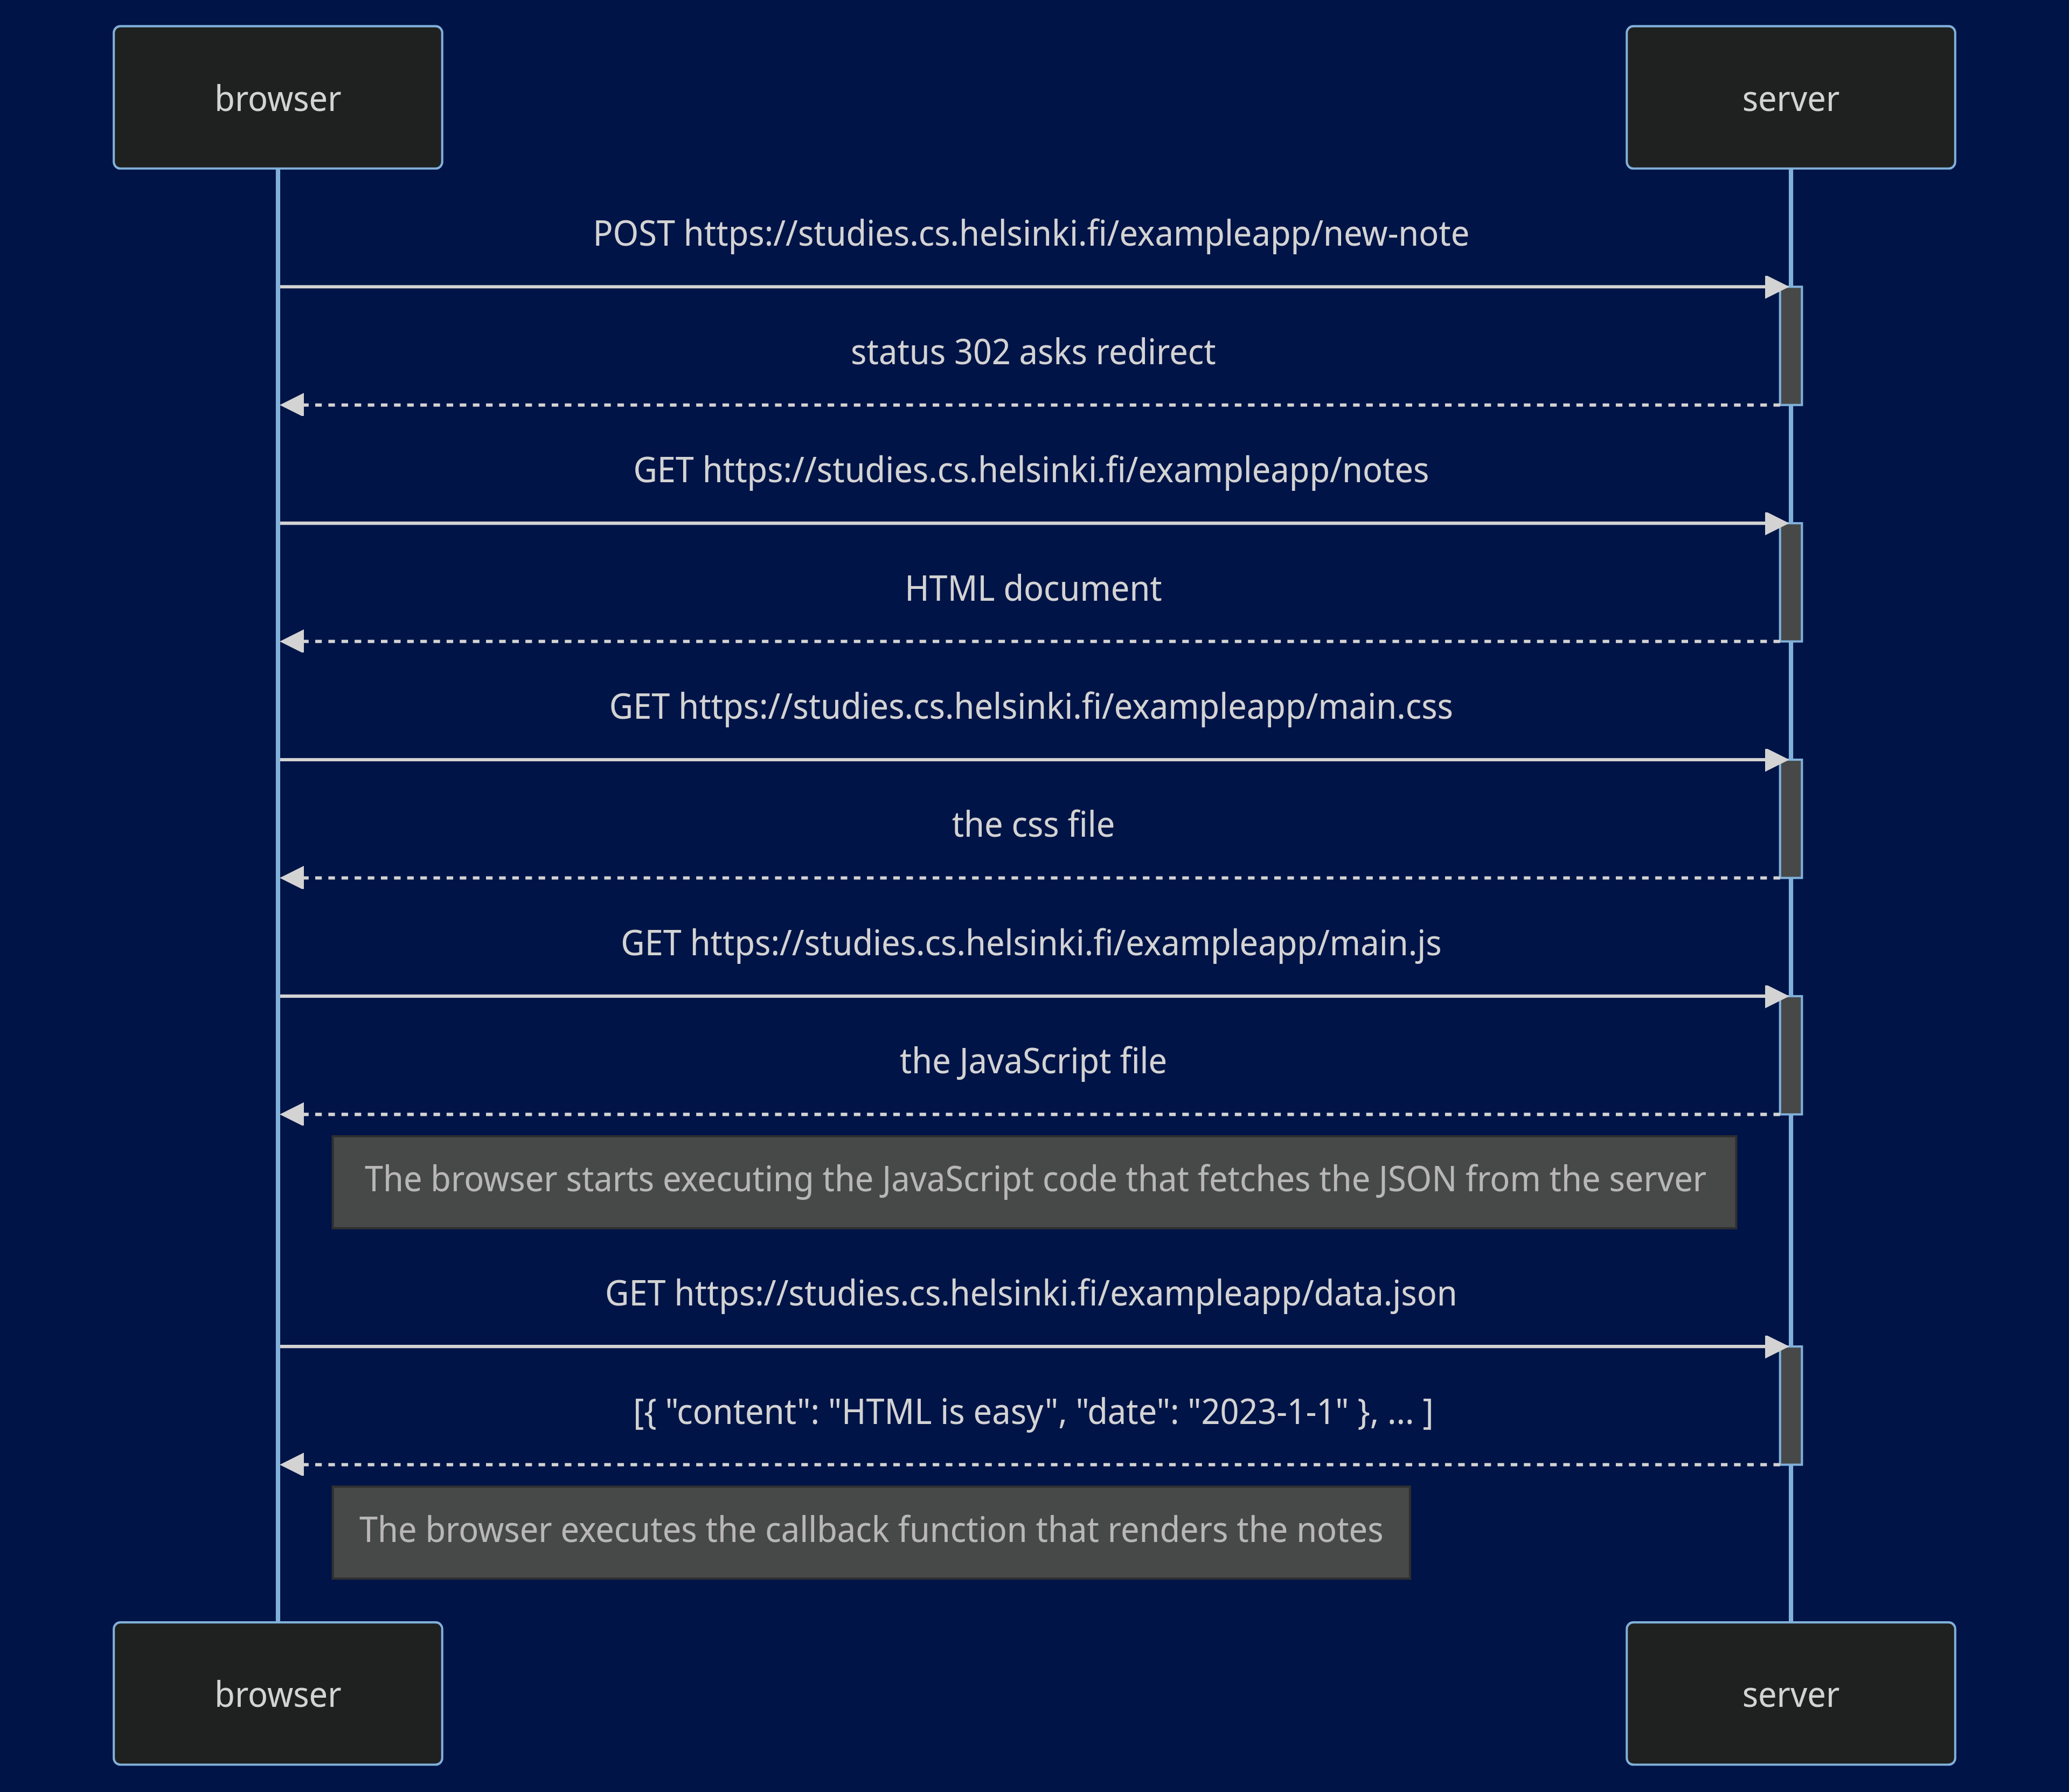 browser
server
POST https://studies.cs.helsinki.fi/exampleapp/new-note
status 302 asks redirect
GET https://studies.cs.helsinki.fi/exampleapp/notes
HTML document
GET https://studies.cs.helsinki.fi/exampleapp/main.css
the css file
GET https://studies.cs.helsinki.fi/exampleapp/main.js
the JavaScript file
The browser starts executing the JavaScript code that fetches the JSON from the server
GET https://studies.cs.helsinki.fi/exampleapp/data.json
[{ "content": "HTML is easy", "date": "2023-1-1" }, ... ]
The browser executes the callback function that renders the notes
browser
server